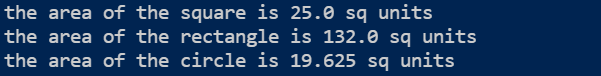 the area of the square is 25.0 sq units
the area of the rectangle is 132.0 sq units
the area of the circle is 19.625 sq units